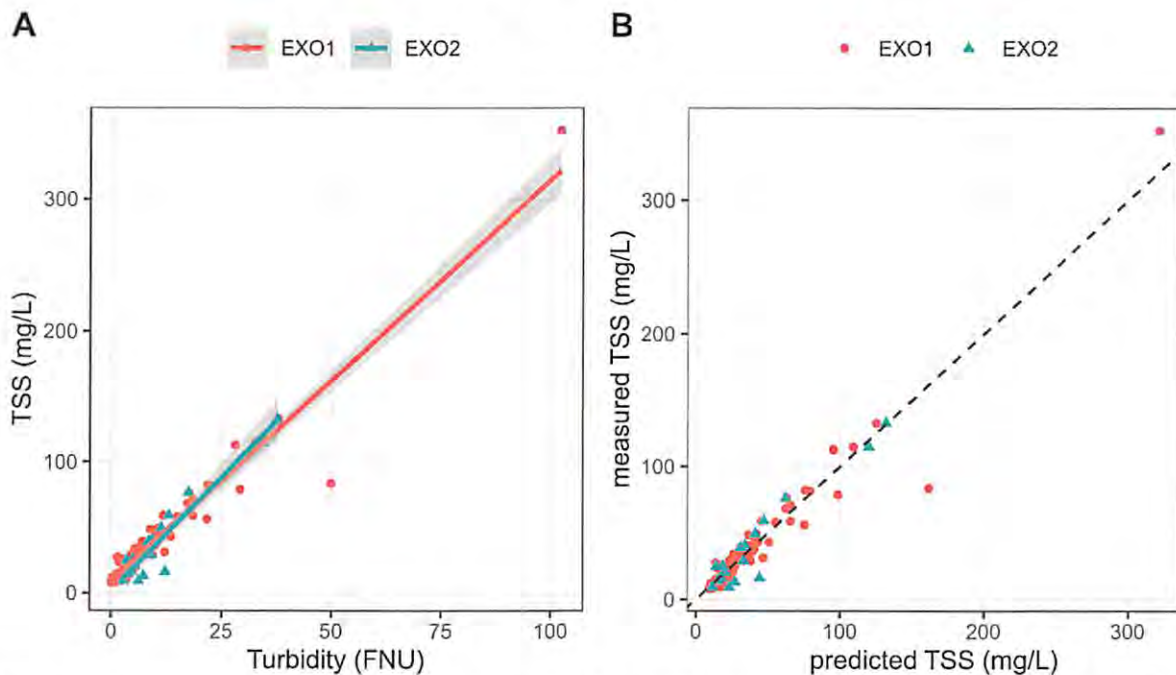 A
EXO1 EXO2
TSS (mg/L)
300
200
100
0
0 25 50 75 100
Turbidity (FNU)
B
EXO1 EXO2
measured TSS (mg/L)
300
200
100
0
0 100 200 300
predicted TSS (mg/L)